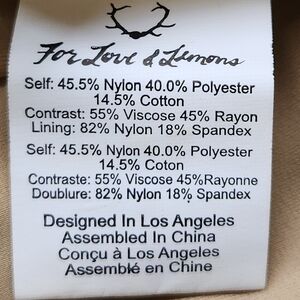 For Love & Lemons
Self: 45.5% Nylon 40.0% Polyester
14.5% Cotton
Contrast: 55% Viscose 45% Rayon
Lining: 82% Nylon 18% Spandex
Self: 45.5% Nylon 40.0% Polyester
14.5% Coton
Contraste: 55% Viscose 45%Rayonne
Doublure: 82% Nylon 18% Spandex
Designed In Los Angeles
Assembled In China
Conçu à Los Angeles
Assemblé en Chine